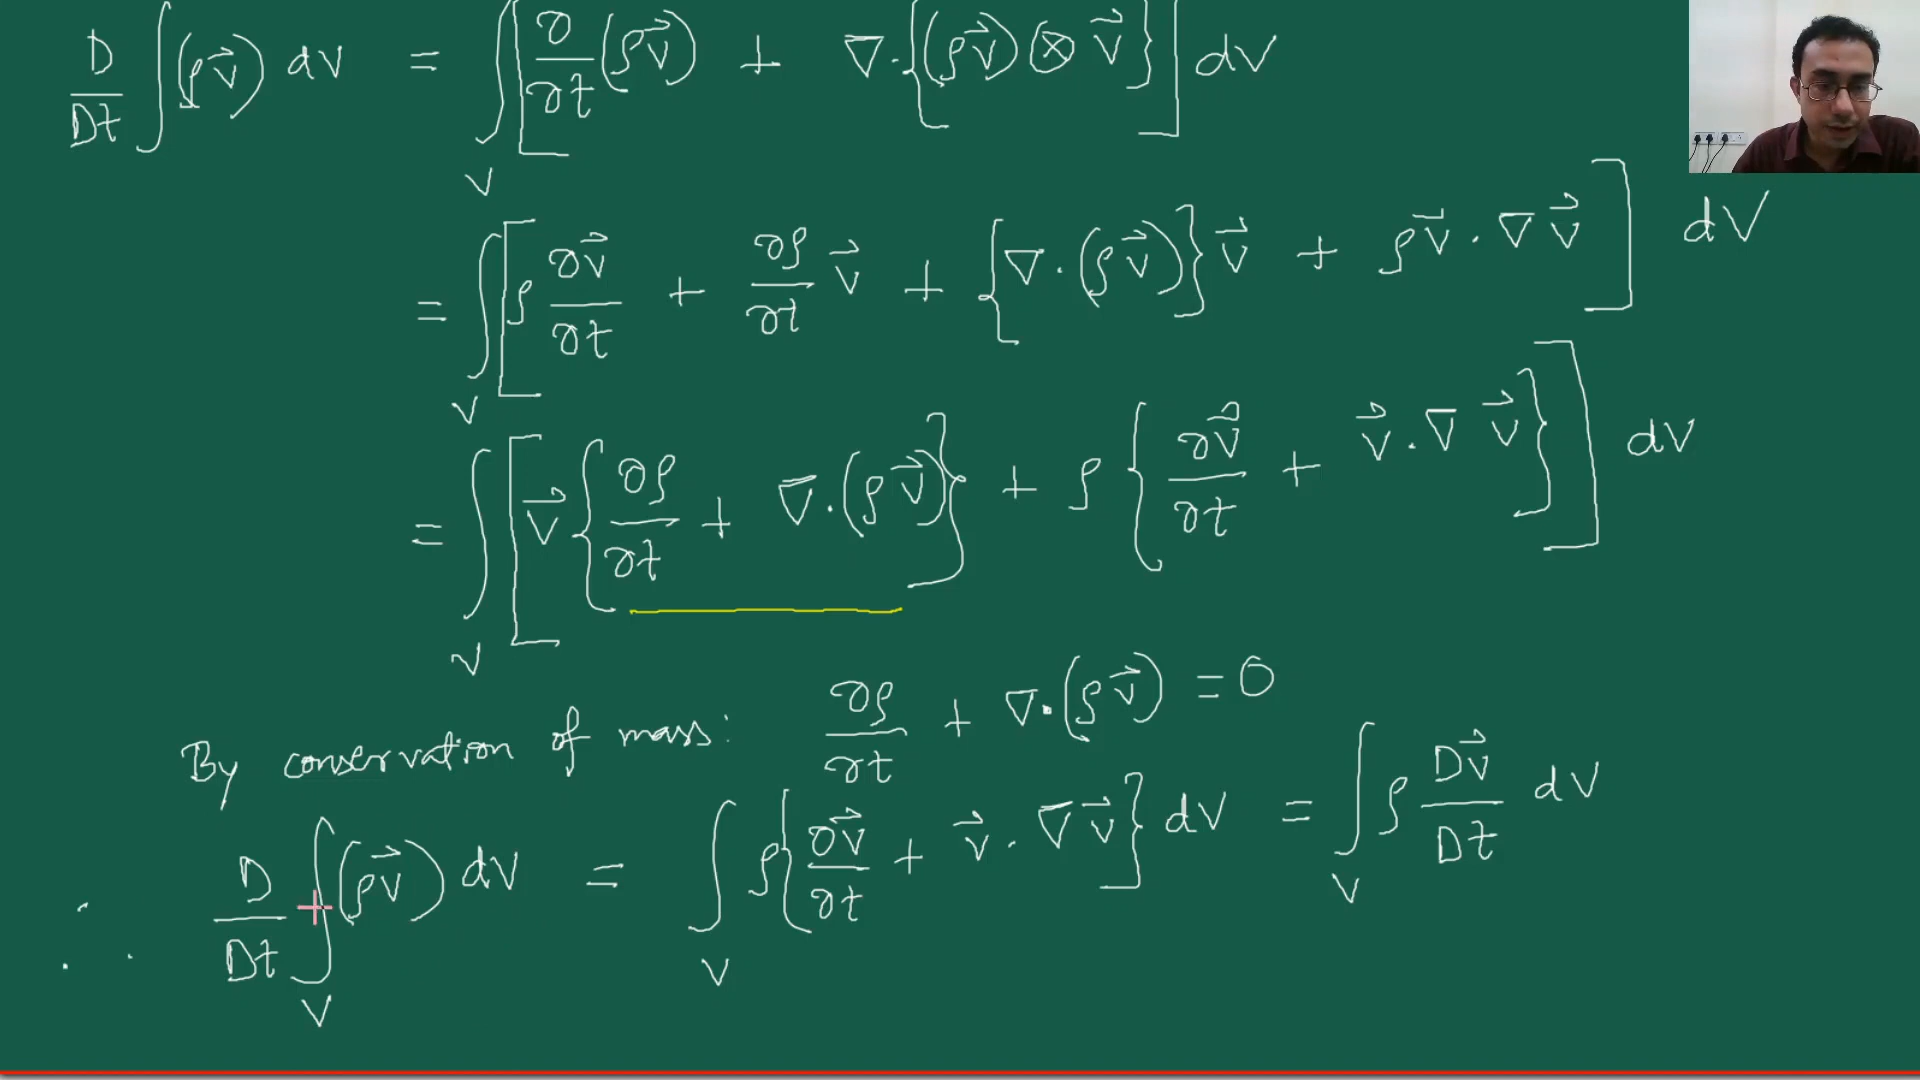 D/Dt ∫_V (ρv⃗) dV = ∫_V [∂/∂t (ρv⃗) + ∇·{(ρv⃗) ⊗ v⃗}] dV
= ∫_V [ρ ∂v⃗/∂t + ∂ρ/∂t v⃗ + {∇·(ρv⃗)} v⃗ + ρv⃗·∇v⃗] dV
= ∫_V [v⃗ {∂ρ/∂t + ∇·(ρv⃗)} + ρ {∂v⃗/∂t + v⃗·∇v⃗}] dV
By conservation of mass: ∂ρ/∂t + ∇·(ρv⃗) = 0
∴ D/Dt ∫_V (ρv⃗) dV = ∫_V ρ{∂v⃗/∂t + v⃗·∇v⃗} dV = ∫_V ρ Dv⃗/Dt dV